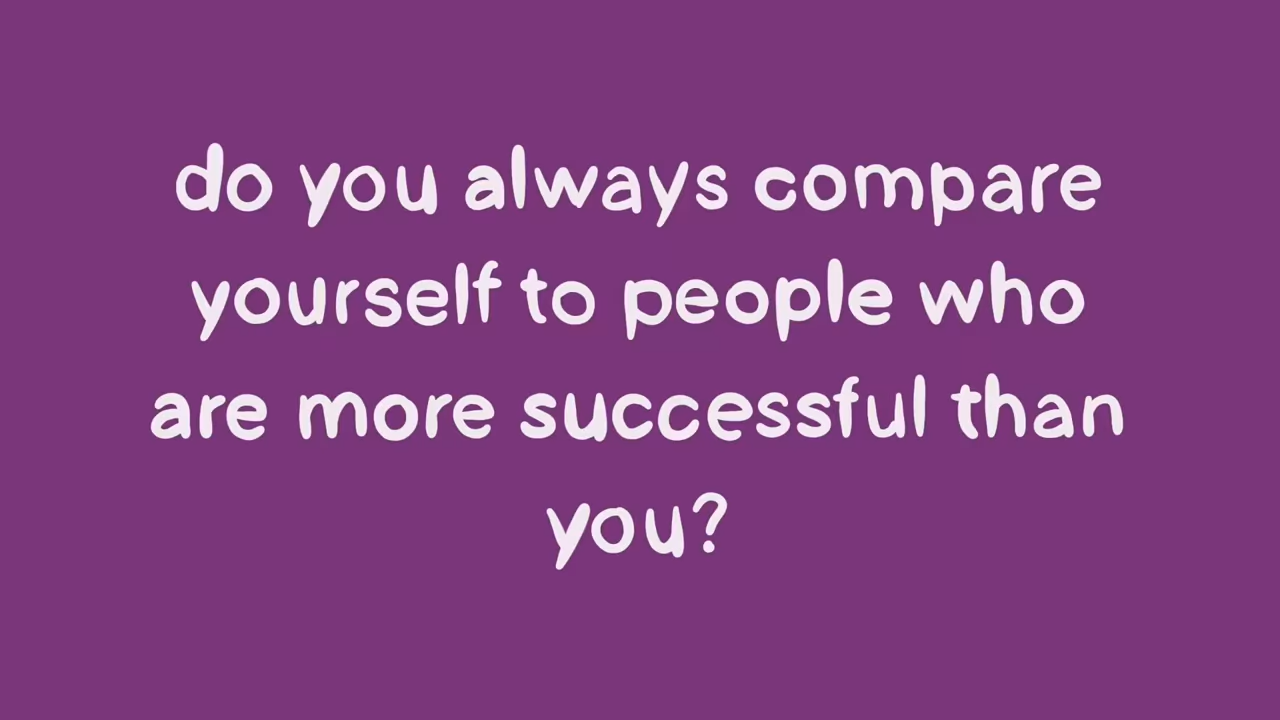 do you always compare
yourself to people who
are more successful than
you?